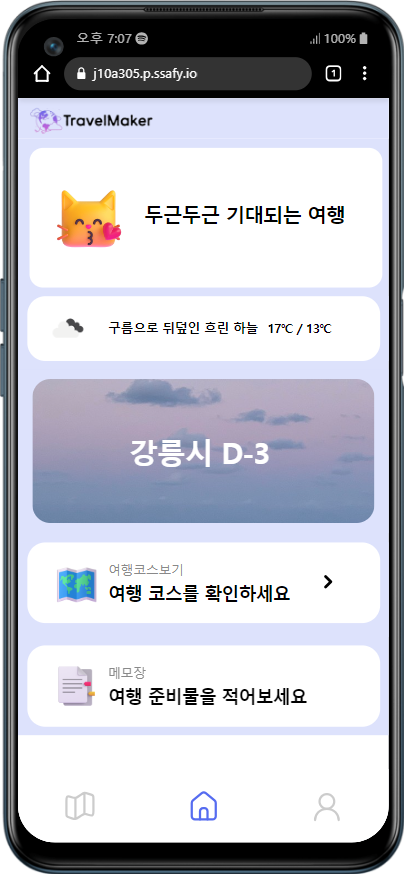 오후 7:07
100%
j10a305.p.ssafy.io
1
TravelMaker
두근두근 기대되는 여행
구름으로 뒤덮인 흐린 하늘 17℃ / 13℃
강릉시 D-3
여행코스보기
여행 코스를 확인하세요
메모장
여행 준비물을 적어보세요